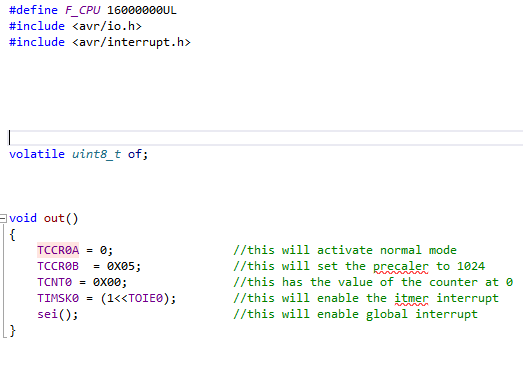 #define F_CPU 16000000UL
#include <avr/io.h>
#include <avr/interrupt.h>
volatile uint8_t of;
void out()
{
TCCR0A = 0; //this will activate normal mode
TCCR0B = 0X05; //this will set the precaler to 1024
TCNT0 = 0X00; //this has the value of the counter at 0
TIMSK0 = (1<<TOIE0); //this will enable the itmer interrupt
sei(); //this will enable global interrupt
}